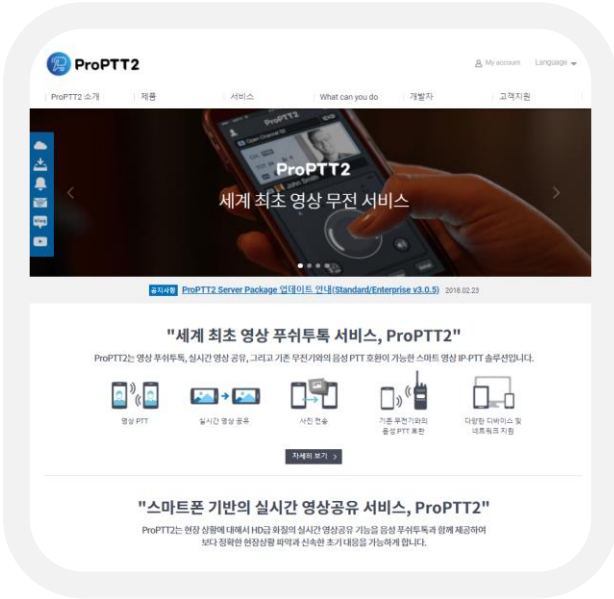 ProPTT2
My account Language
ProPTT2 소개 제품 서비스 What can you do 개발자 고객지원
ProPTT2
ProPTT2
세계 최초 영상 무전 서비스
공지사항 ProPTT2 Server Package 업데이트 안내(Standard/Enterprise v3.0.5) 2018.02.23
"세계 최초 영상 푸쉬투톡 서비스, ProPTT2"
ProPTT2는 영상 푸쉬투톡, 실시간 영상 공유, 그리고 기존 무전기와의 음성 PTT 호환이 가능한 스마트 영상 IP-PTT 솔루션입니다.
영상 PTT 실시간 영상 공유 사진 전송 기존 무전기와의 다양한 디바이스 및
음성 PTT 호환 네트워크 지원
자세히 보기 >
"스마트폰 기반의 실시간 영상공유 서비스, ProPTT2"
ProPTT2는 현장 상황에 대해서 HD급 화질의 실시간 영상공유 기능을 음성 푸쉬투톡과 함께 제공하여
보다 정확한 현장상황 파악과 신속한 초기 대응을 가능하게 합니다.